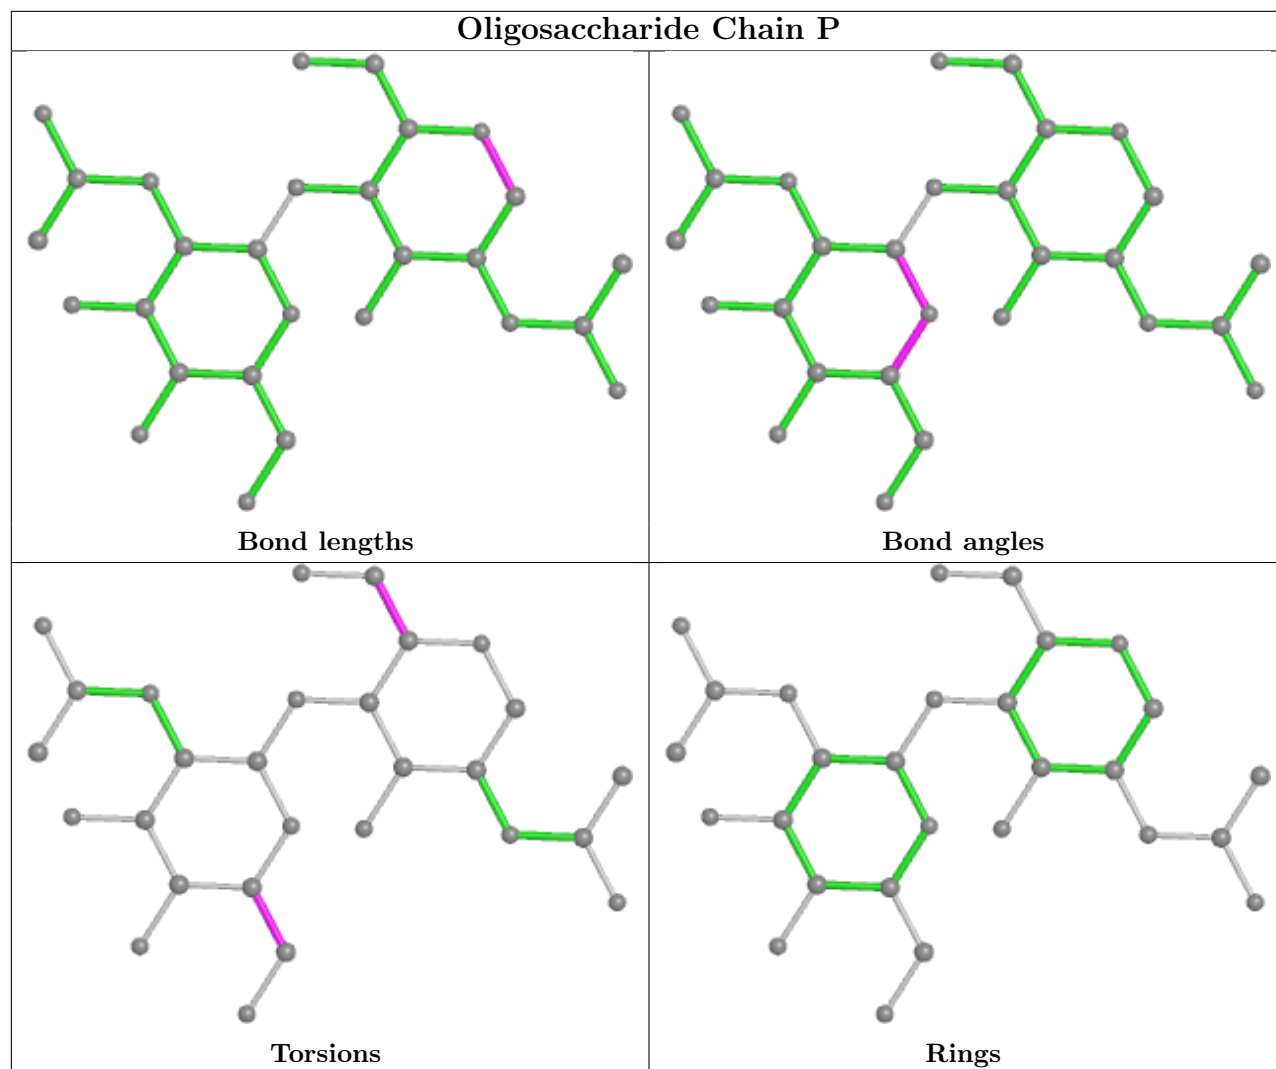 Oligosaccharide Chain P
Bond lengths
Bond angles
Torsions
Rings